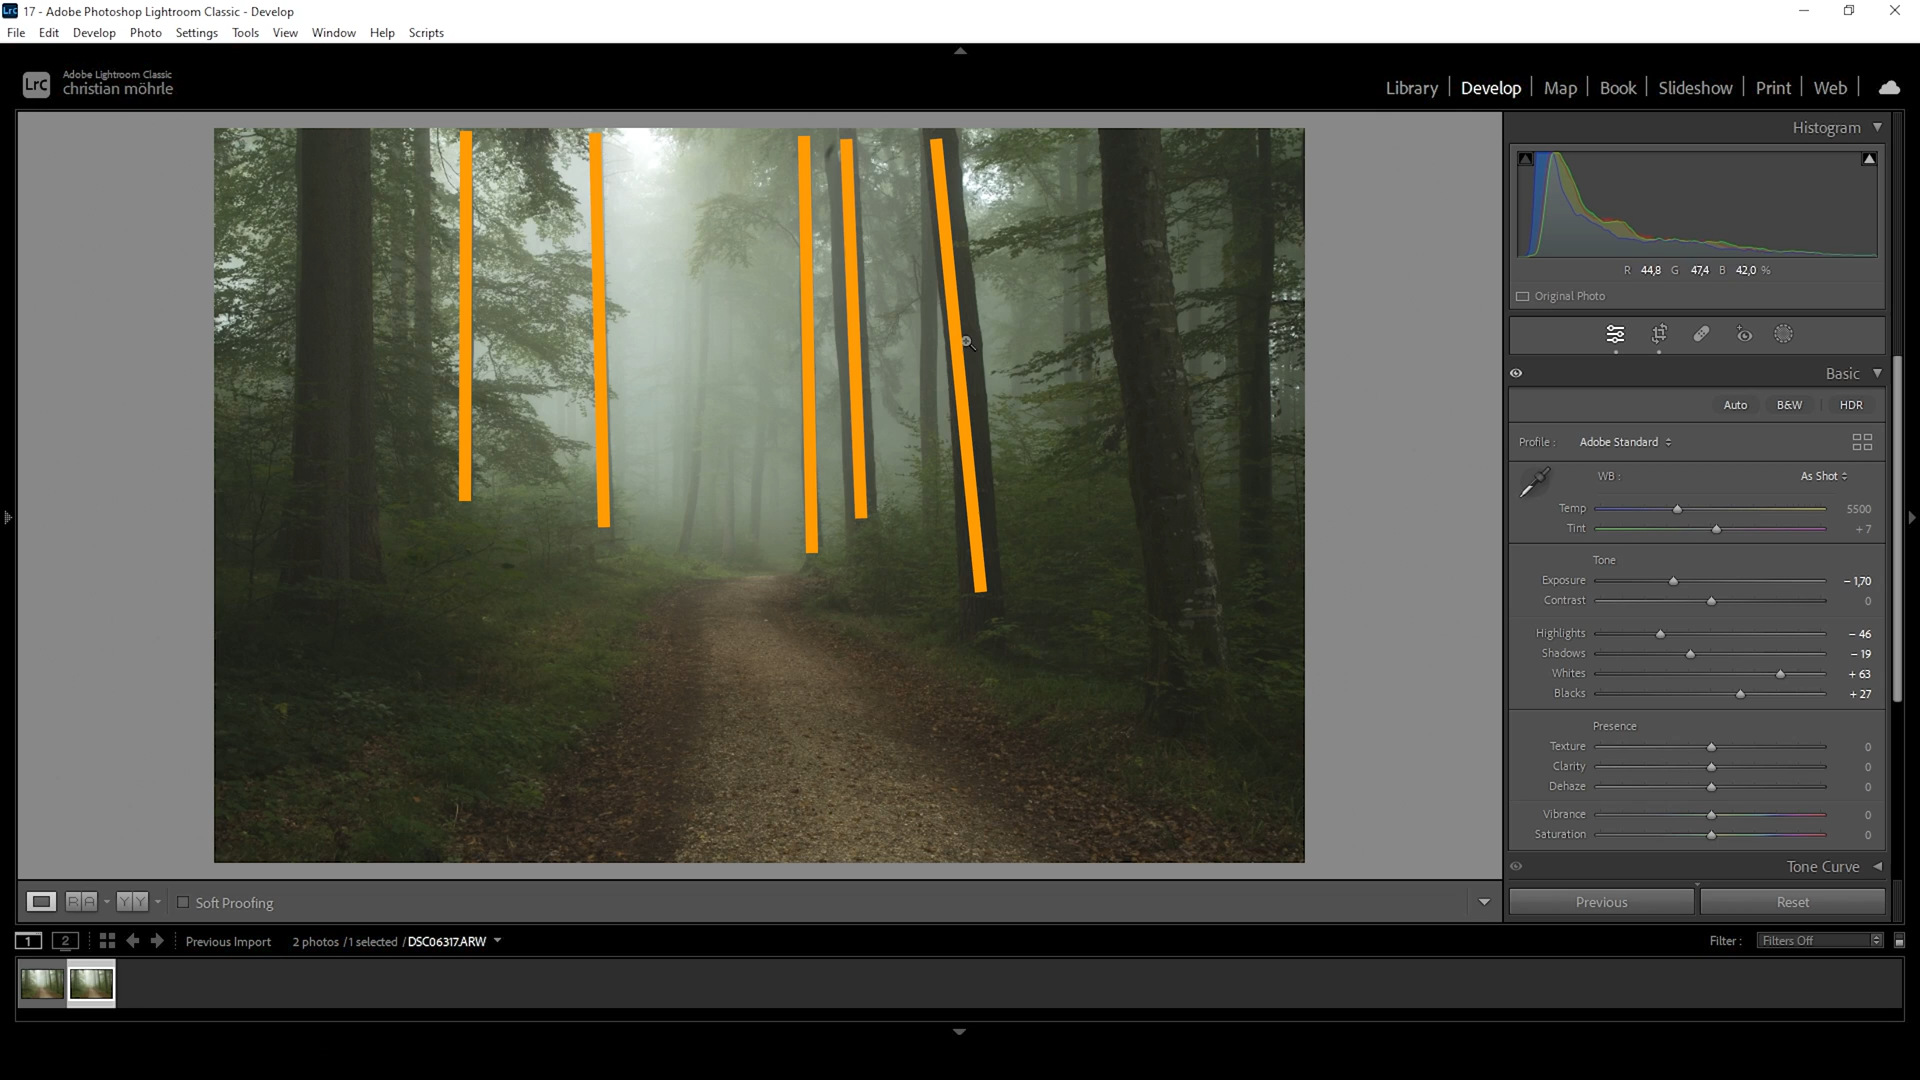 Lrc 17 - Adobe Photoshop Lightroom Classic - Develop
File Edit Develop Photo Settings Tools View Window Help Scripts
LrC Adobe Lightroom Classic
christian möhrle
Library Develop Map Book Slideshow Print Web
Histogram
R 44,8 G 47,4 B 42,0 %
Original Photo
Basic
Auto B&W HDR
Profile : Adobe Standard
WB : As Shot
Temp 5500
Tint + 7
Tone
Exposure – 1,70
Contrast 0
Highlights – 46
Shadows – 19
Whites + 63
Blacks + 27
Presence
Texture 0
Clarity 0
Dehaze 0
Vibrance 0
Saturation 0
Tone Curve
R A Y Y Soft Proofing
Previous Reset
1 2 Previous Import 2 photos / 1 selected / DSC06317.ARW
Filter : Filters Off